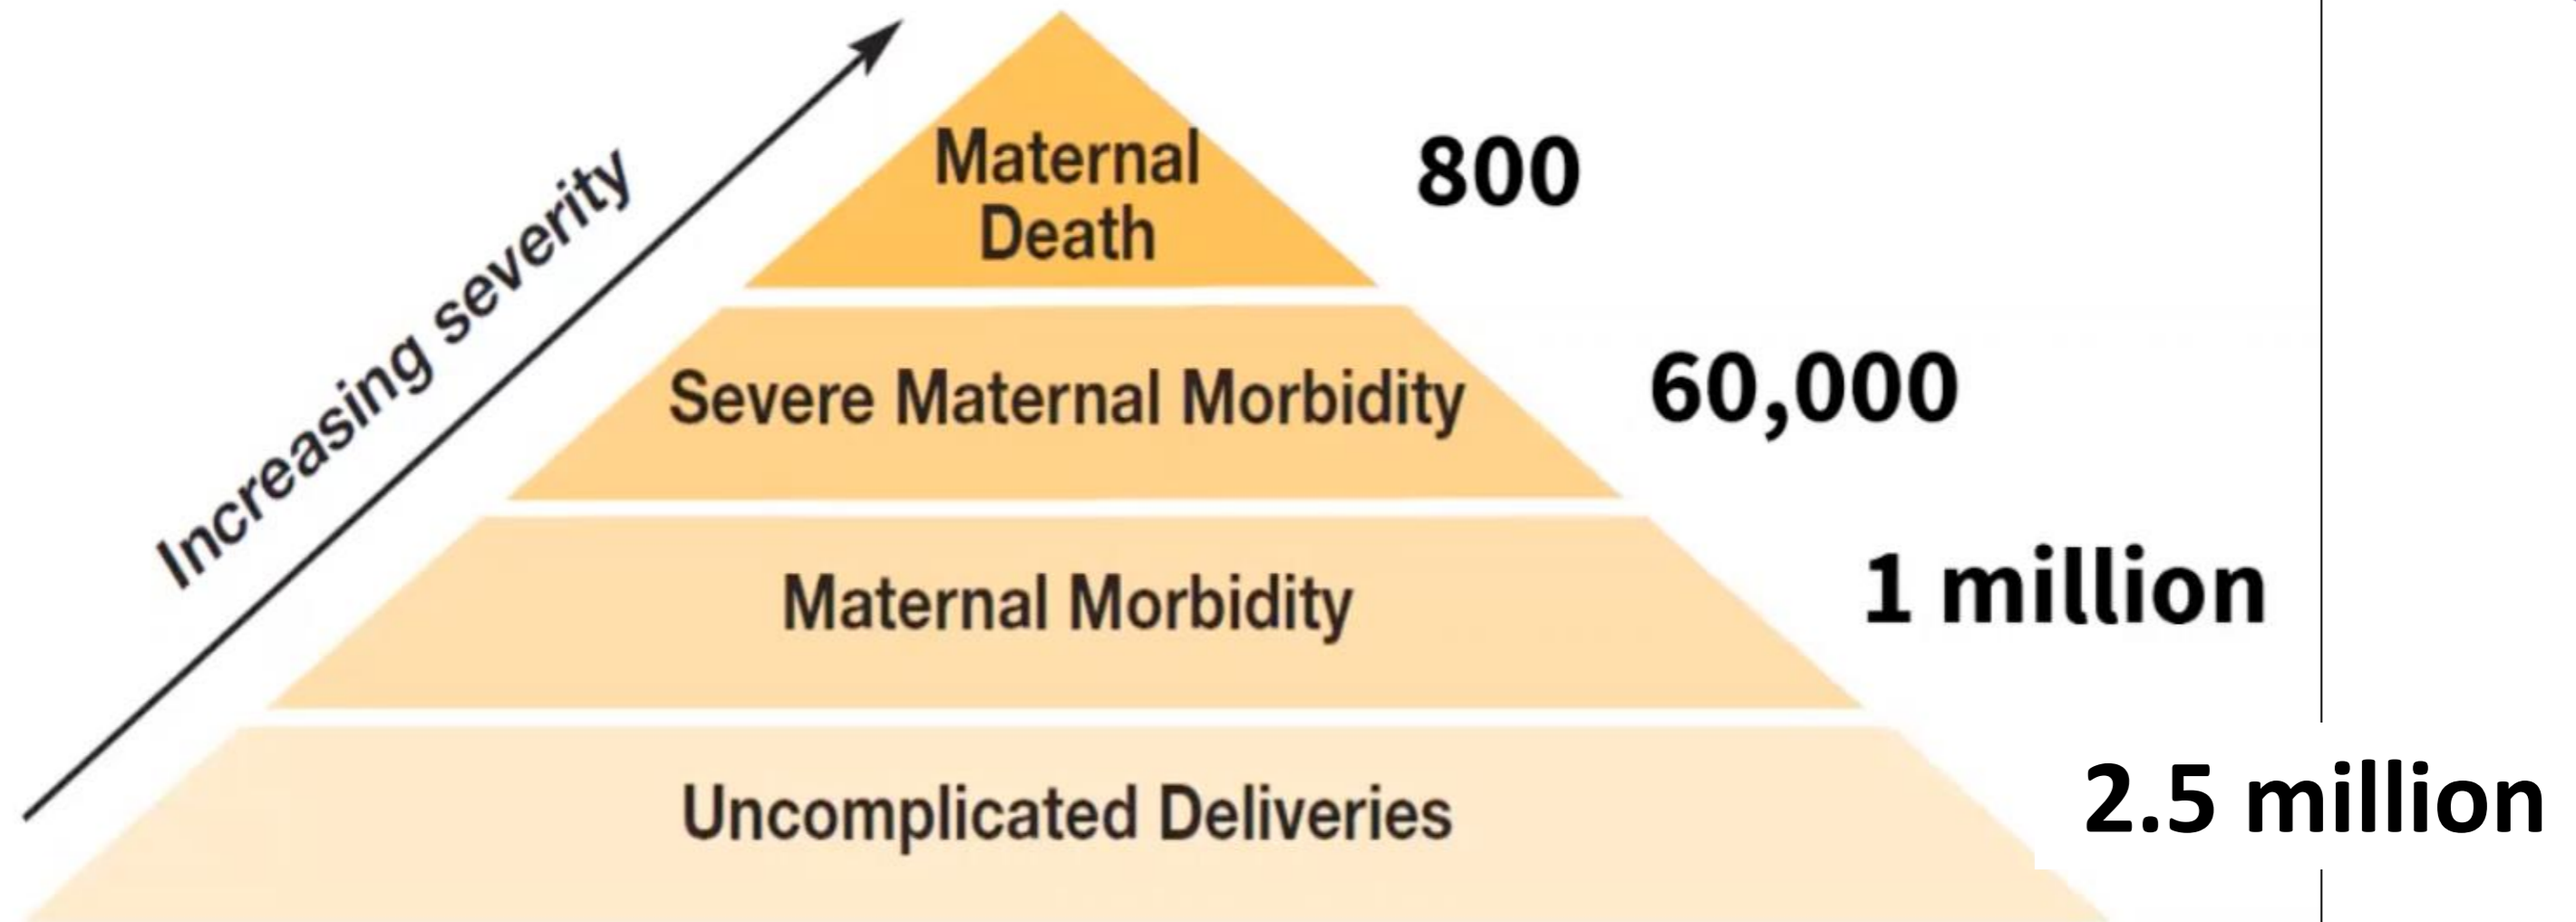 Increasing severity
Maternal
Death
800
Severe Maternal Morbidity
60,000
Maternal Morbidity
1 million
Uncomplicated Deliveries
2.5 million